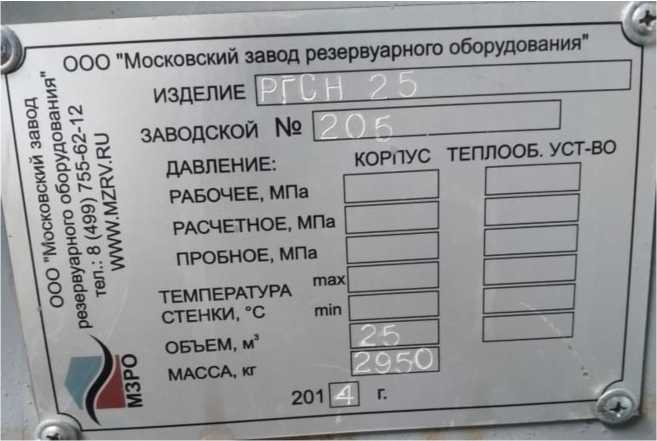 ООО "Московский завод резервуарного оборудования"
ИЗДЕЛИЕ РГСН 25
ЗАВОДСКОЙ № 205
ДАВЛЕНИЕ: КОРПУС ТЕПЛООБ. УСТ-ВО
РАБОЧЕЕ, МПа
РАСЧЕТНОЕ, МПа
ПРОБНОЕ, МПа
ТЕМПЕРАТУРА max
СТЕНКИ, °С min
ОБЪЕМ, м³ 25
МАССА, кг 2950
2014 г.
ООО "Московский завод
резервуарного оборудования"
тел.: 8 (499) 755-62-12
WWW.MZRV.RU
МЗРО